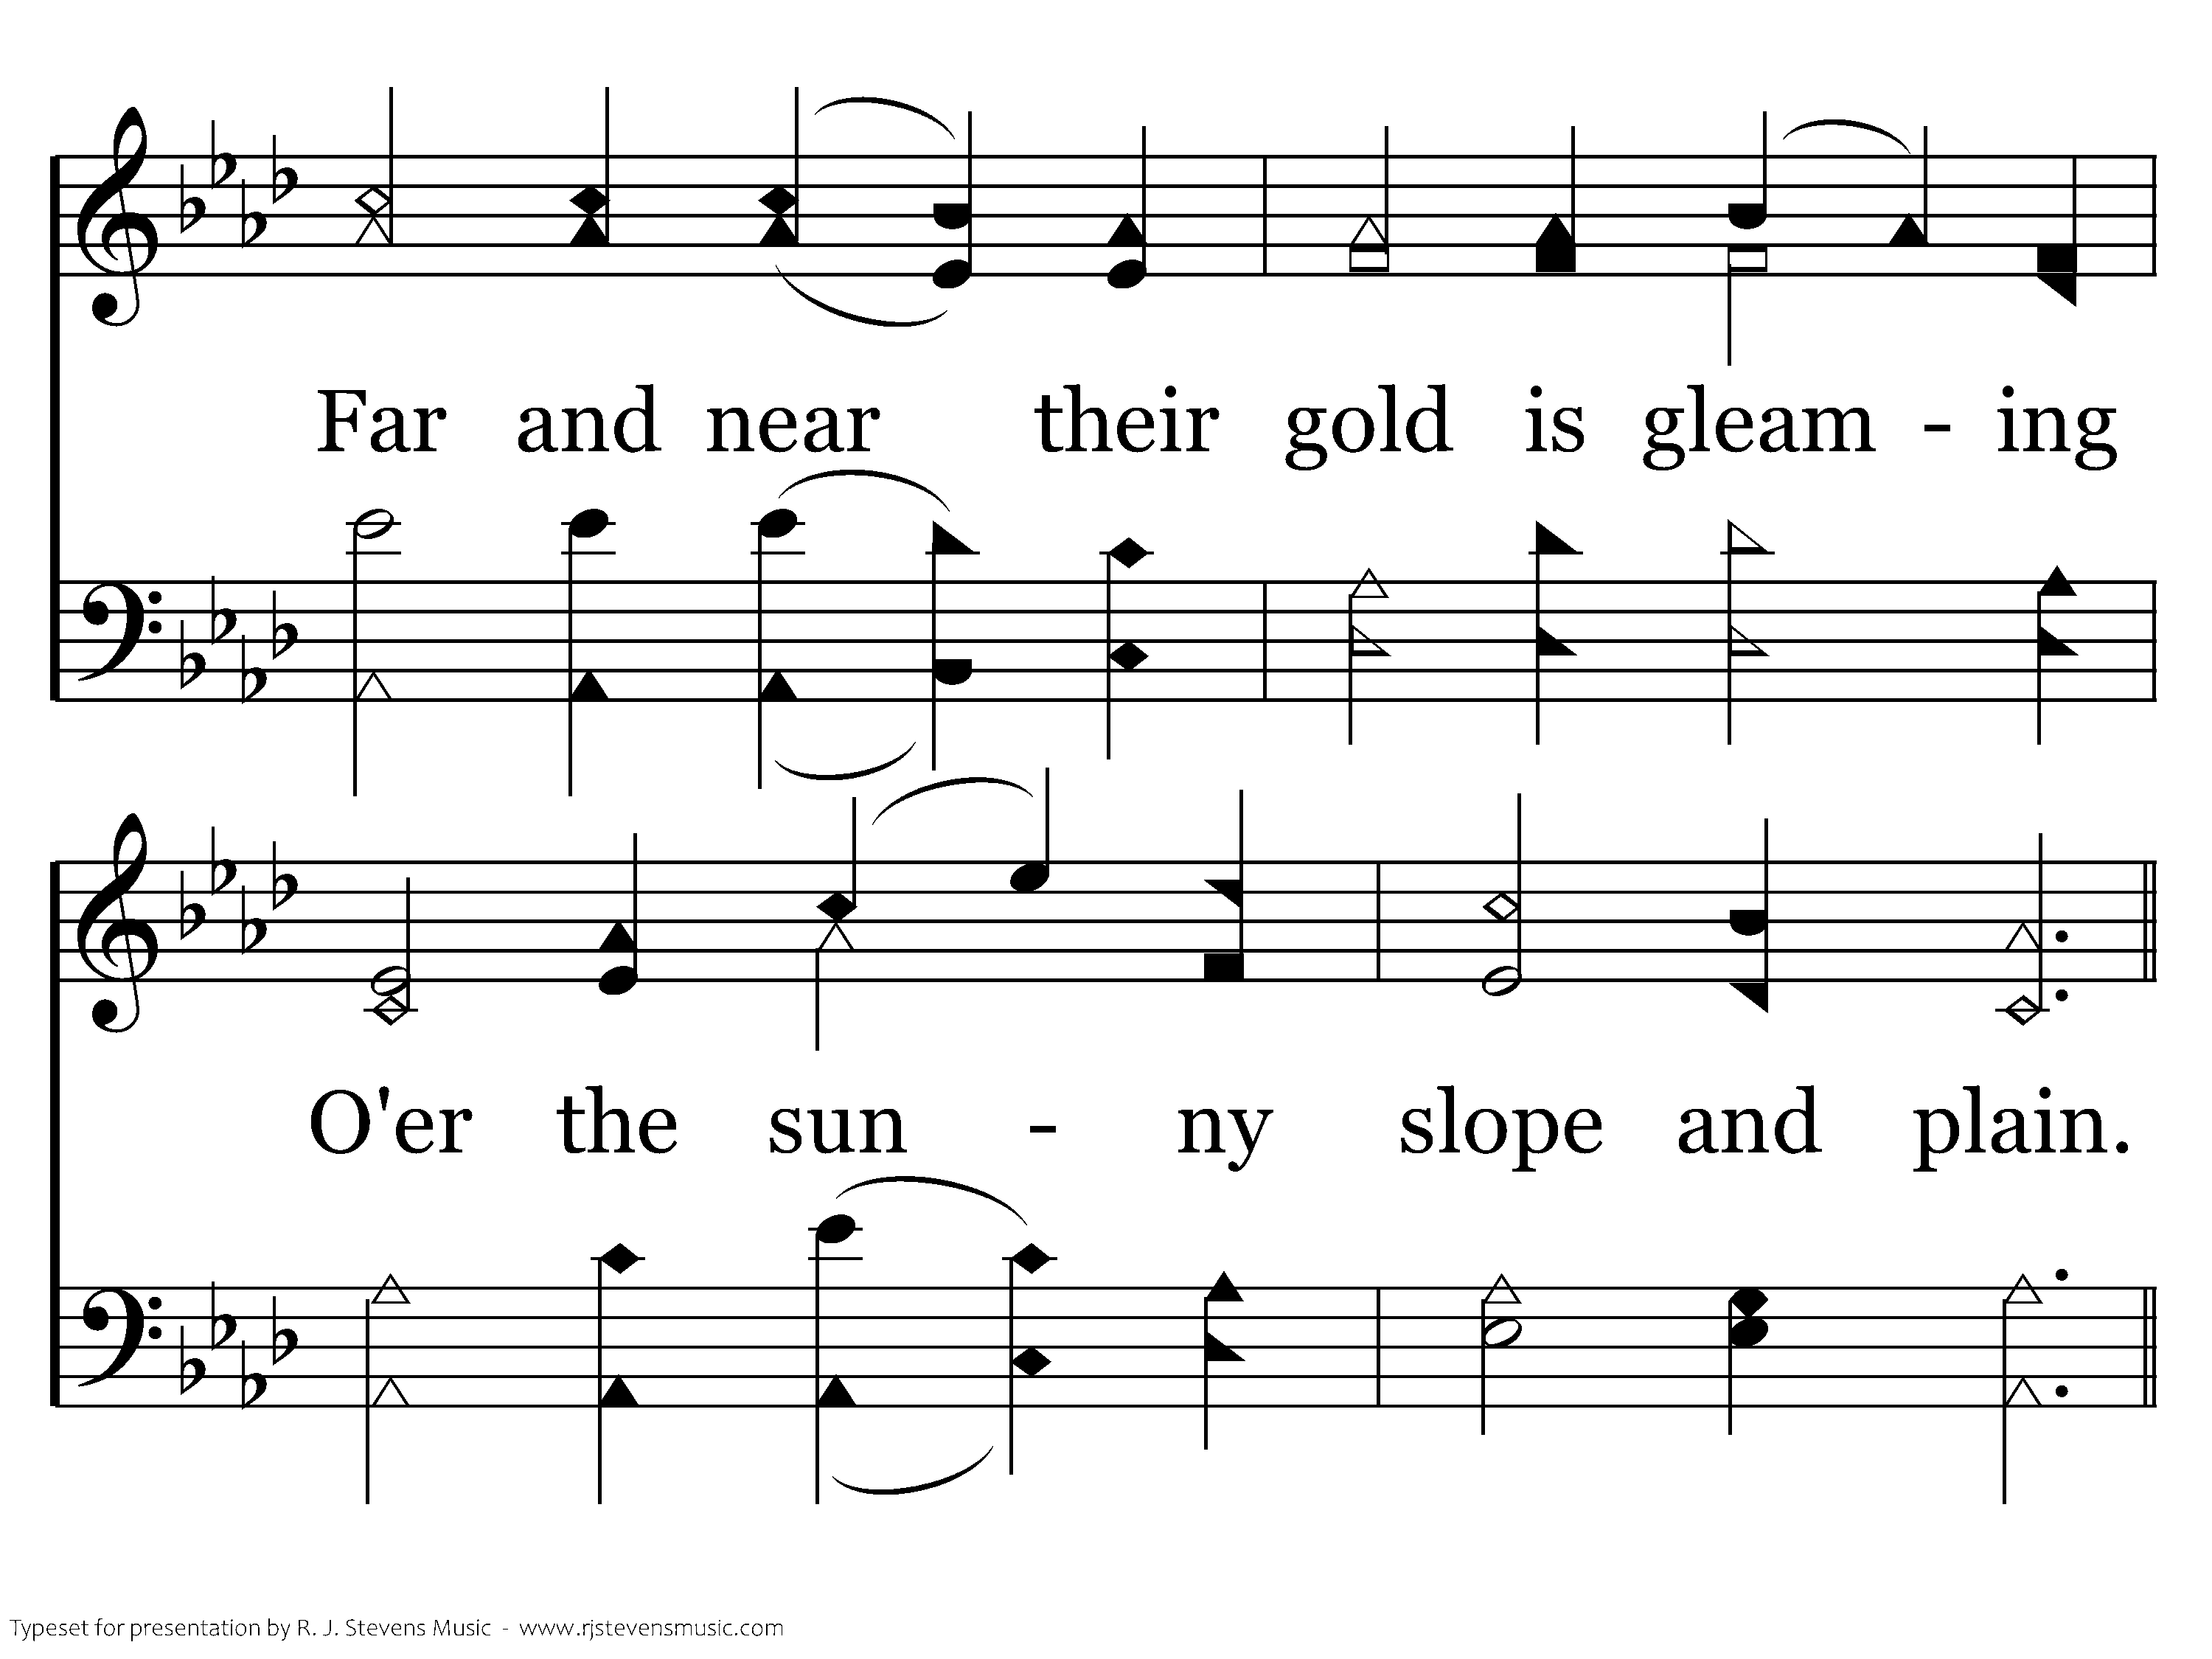 Far and near their gold is gleam - ing
O'er the sun - ny slope and plain.
Typeset for presentation by R. J. Stevens Music - www.rjstevensmusic.com